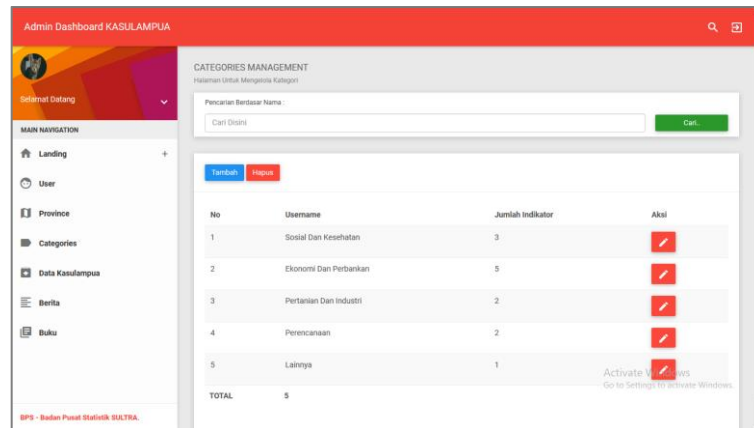 Admin Dashboard KASULAMPUA
Selamat Datang
MAIN NAVIGATION
Landing +
User
Province
Categories
Data Kasulampua
Berita
Buku
BPS - Badan Pusat Statistik SULTRA.
CATEGORIES MANAGEMENT
Halaman Untuk Mengelola Kategori
Pencarian Berdasar Nama :
Cari Disini
Cari..
Tambah Hapus
No Username Jumlah Indikator Aksi
1 Sosial Dan Kesehatan 3
2 Ekonomi Dan Perbankan 5
3 Pertanian Dan Industri 2
4 Perencanaan 2
5 Lainnya 1
TOTAL 5
Activate Windows
Go to Settings to activate Windows.